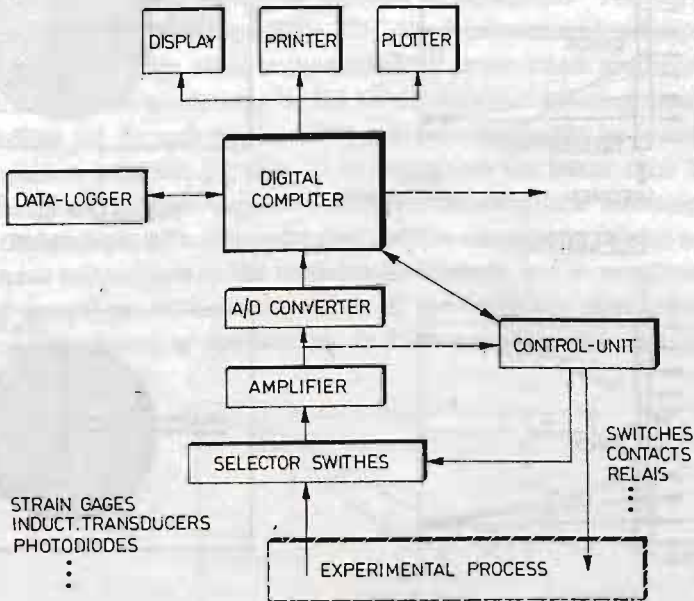 DISPLAY
PRINTER
PLOTTER
DATA-LOGGER
DIGITAL
COMPUTER
A/D CONVERTER
CONTROL-UNIT
AMPLIFIER
SELECTOR SWITHES
SWITCHES
CONTACTS
RELAIS
STRAIN GAGES
INDUCT. TRANSDUCERS
PHOTODIODES
EXPERIMENTAL PROCESS